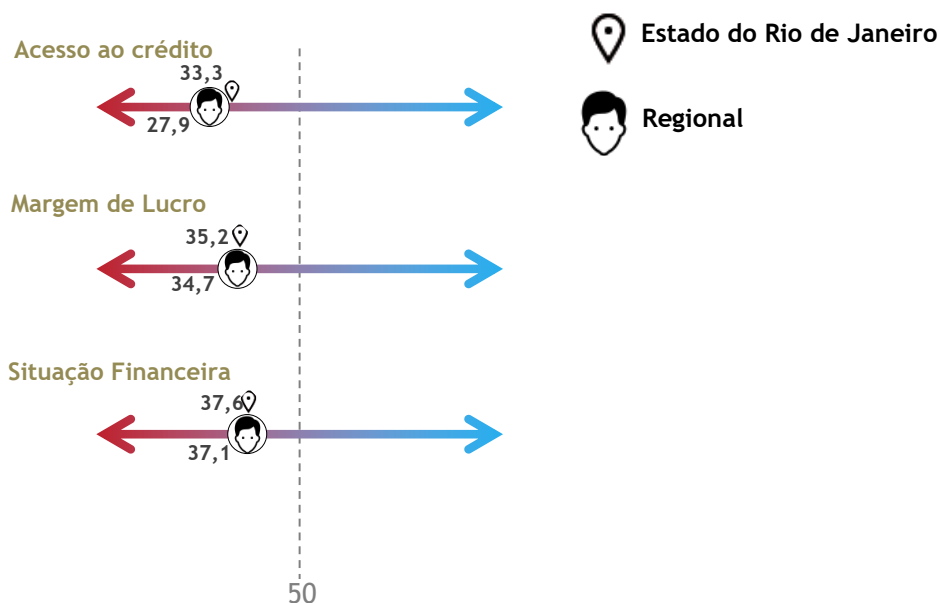 Estado do Rio de Janeiro
Acesso ao crédito
33,3
27,9
Regional
Margem de Lucro
35,2
34,7
Situação Financeira
37,6
37,1
50